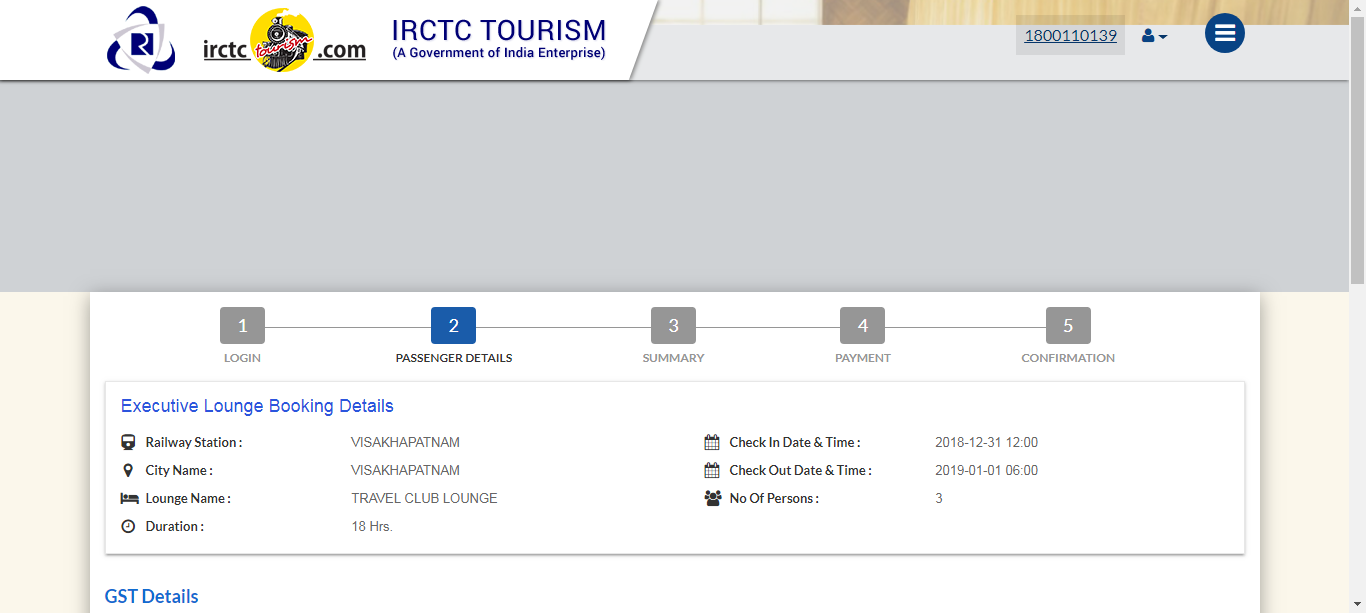 irctc tourism .com
IRCTC TOURISM
(A Government of India Enterprise)
1800110139
1 2 3 4 5
LOGIN PASSENGER DETAILS SUMMARY PAYMENT CONFIRMATION
Executive Lounge Booking Details
Railway Station : VISAKHAPATNAM Check In Date & Time : 2018-12-31 12:00
City Name : VISAKHAPATNAM Check Out Date & Time : 2019-01-01 06:00
Lounge Name : TRAVEL CLUB LOUNGE No Of Persons : 3
Duration : 18 Hrs.
GST Details